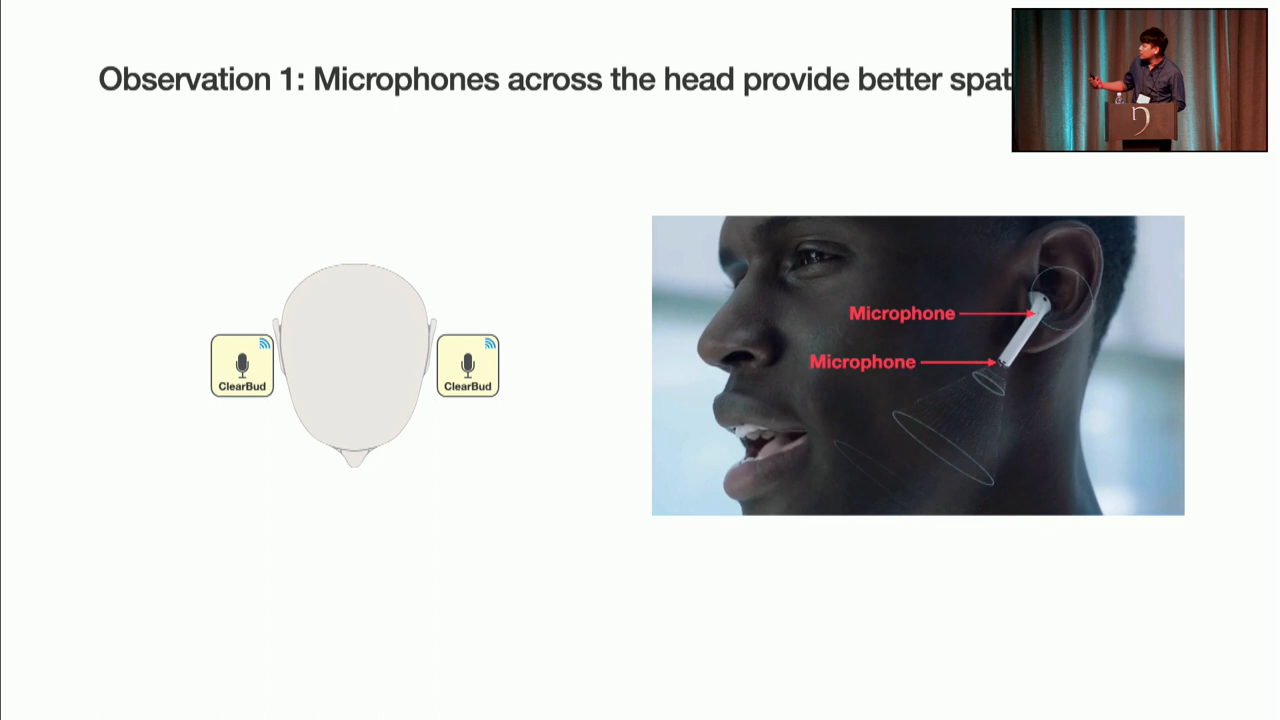 Observation 1: Microphones across the head provide better spat
Microphone
Microphone
ClearBud
ClearBud